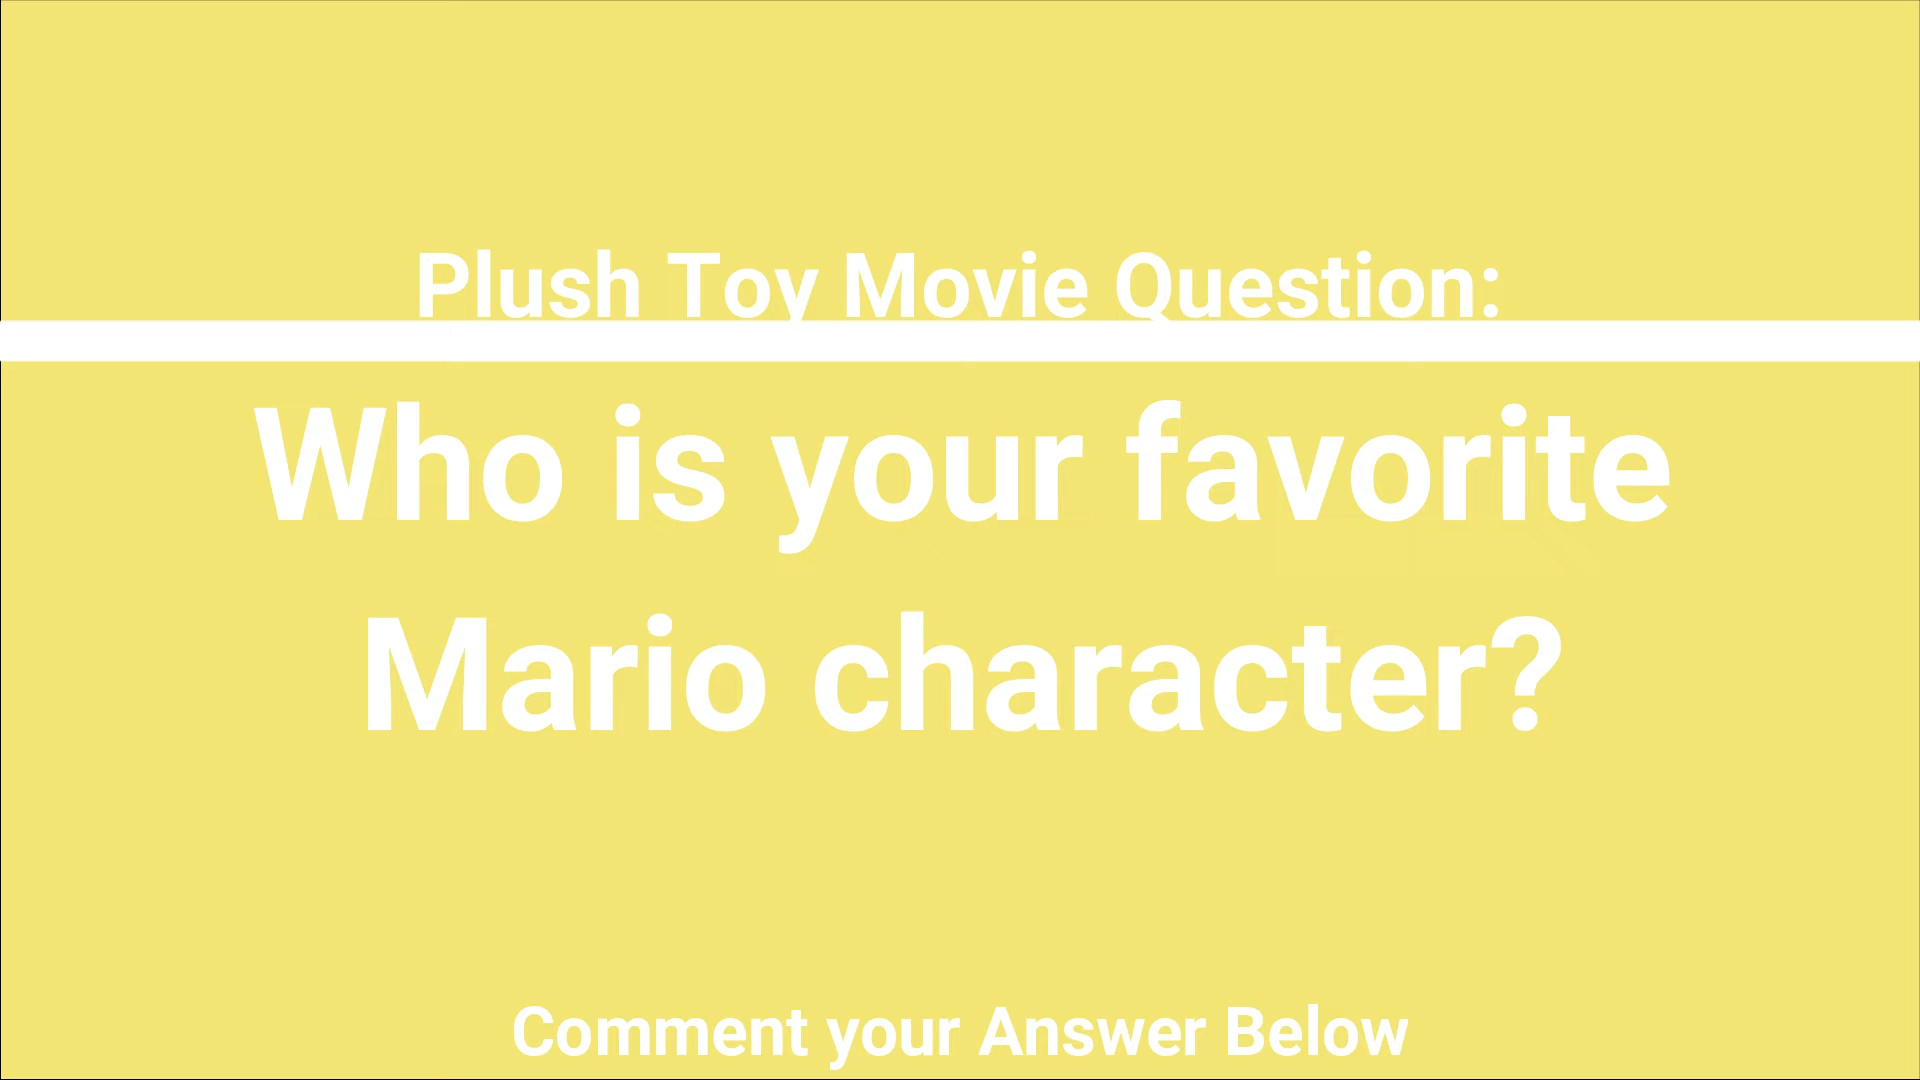 Plush Toy Movie Question:
Who is your favorite
Mario character?
Comment your Answer Below